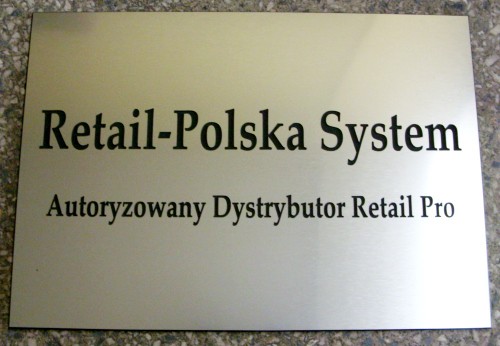 Retail-Polska System
Autoryzowany Dystrybutor Retail Pro